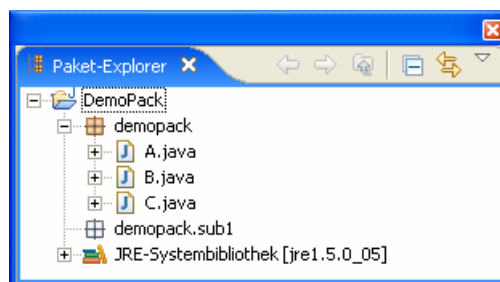 Paket-Explorer
DemoPack
demopack
A.java
B.java
C.java
demopack.sub1
JRE-Systembibliothek [jre1.5.0_05]